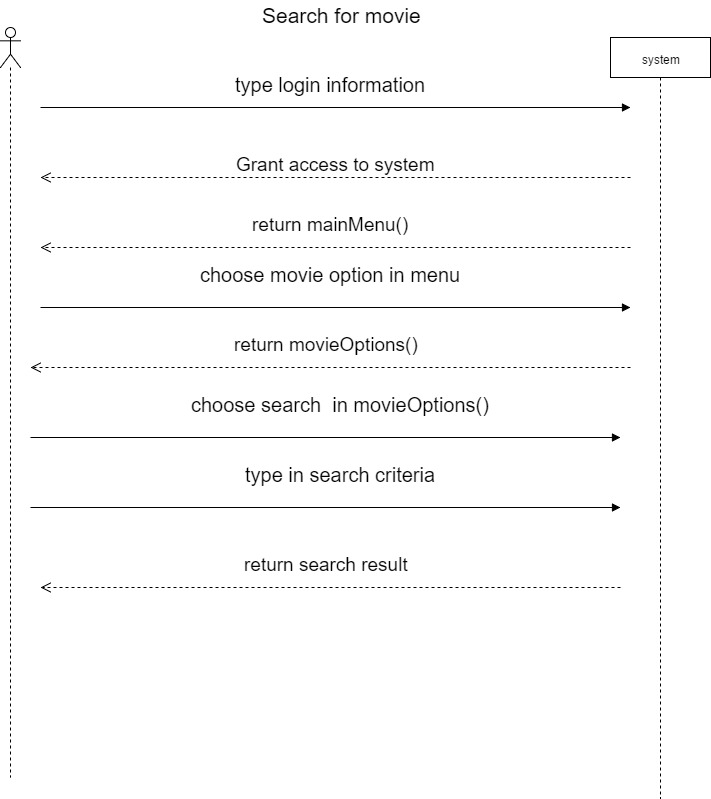 Search for movie
system
type login information
Grant access to system
return mainMenu()
choose movie option in menu
return movieOptions()
choose search  in movieOptions()
type in search criteria
return search result